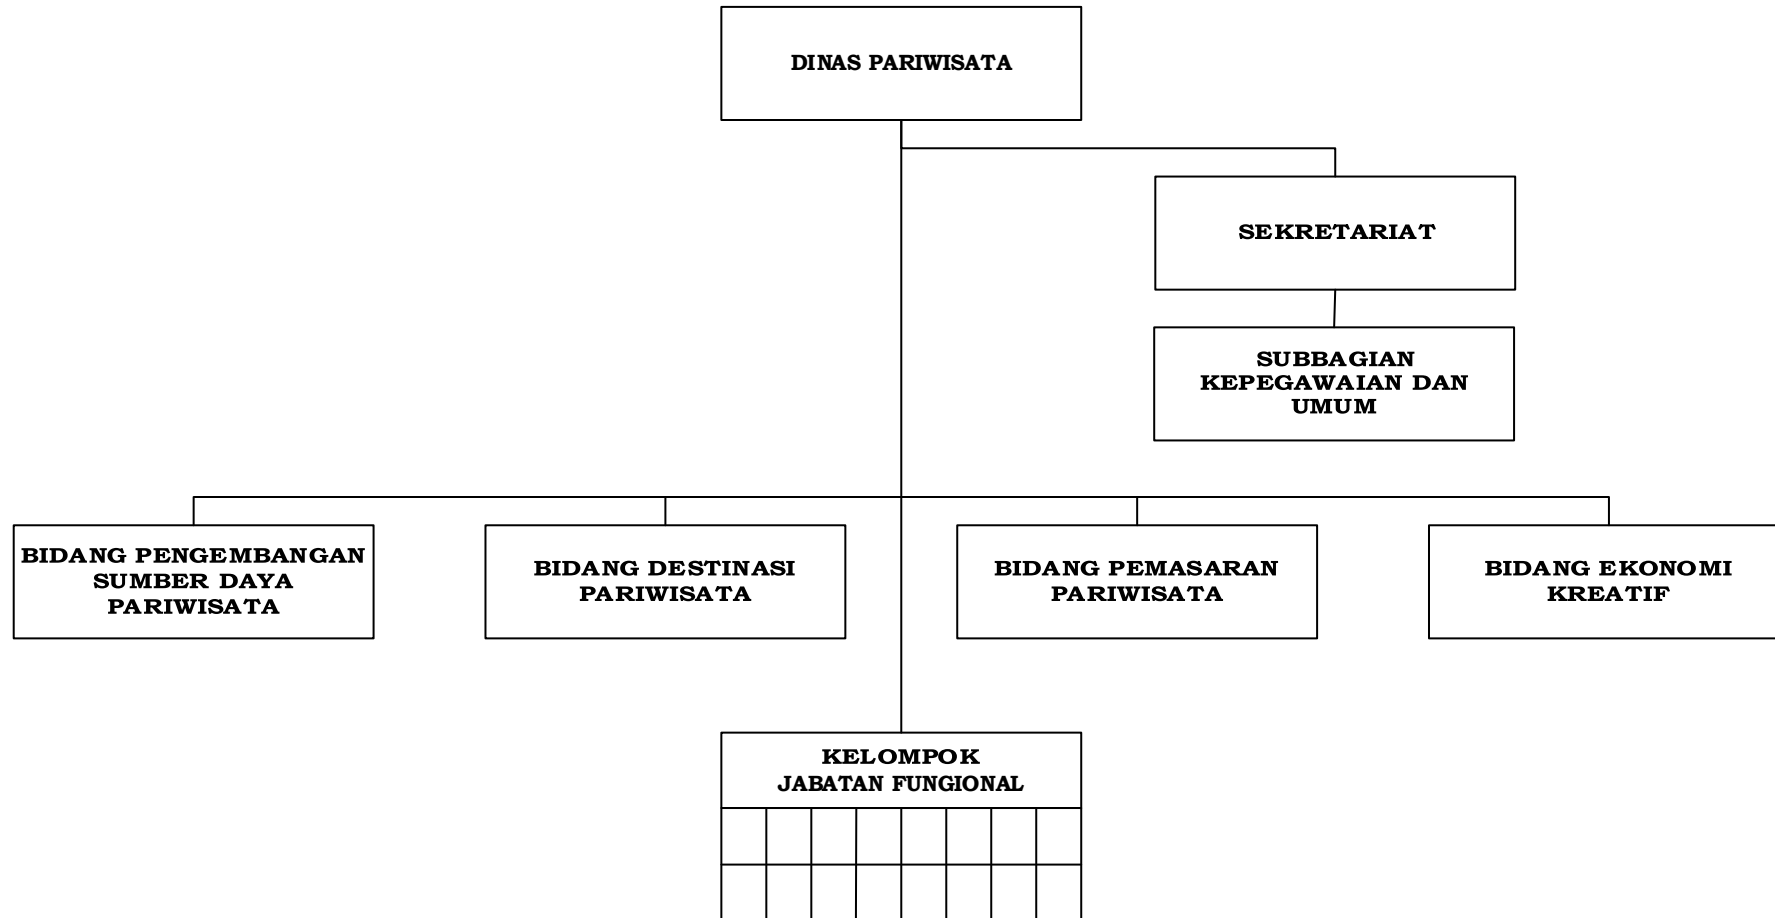 DINAS PARIWISATA
SEKRETARIAT
SUBBAGIAN
KEPEGAWAIAN DAN
UMUM
BIDANG PENGEMBANGAN
SUMBER DAYA
PARIWISATA
BIDANG DESTINASI
PARIWISATA
BIDANG PEMASARAN
PARIWISATA
BIDANG EKONOMI
KREATIF
KELOMPOK
JABATAN FUNGIONAL